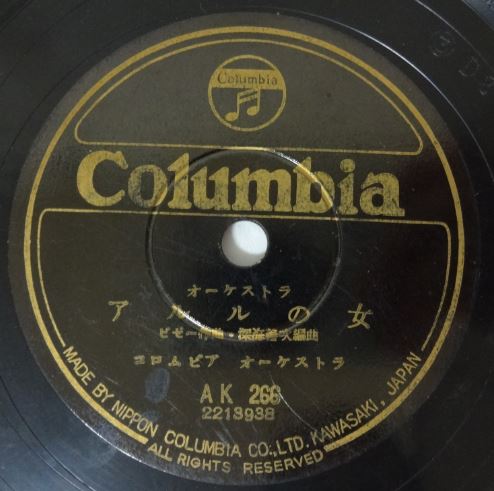 Columbia
Columbia
オーケストラ
アルルの女
ビゼー作曲・深海善次編曲
コロムビア オーケストラ
AK 266
2213938
MADE BY NIPPON COLUMBIA CO., LTD. KAWASAKI, JAPAN
ALL RIGHTS RESERVED